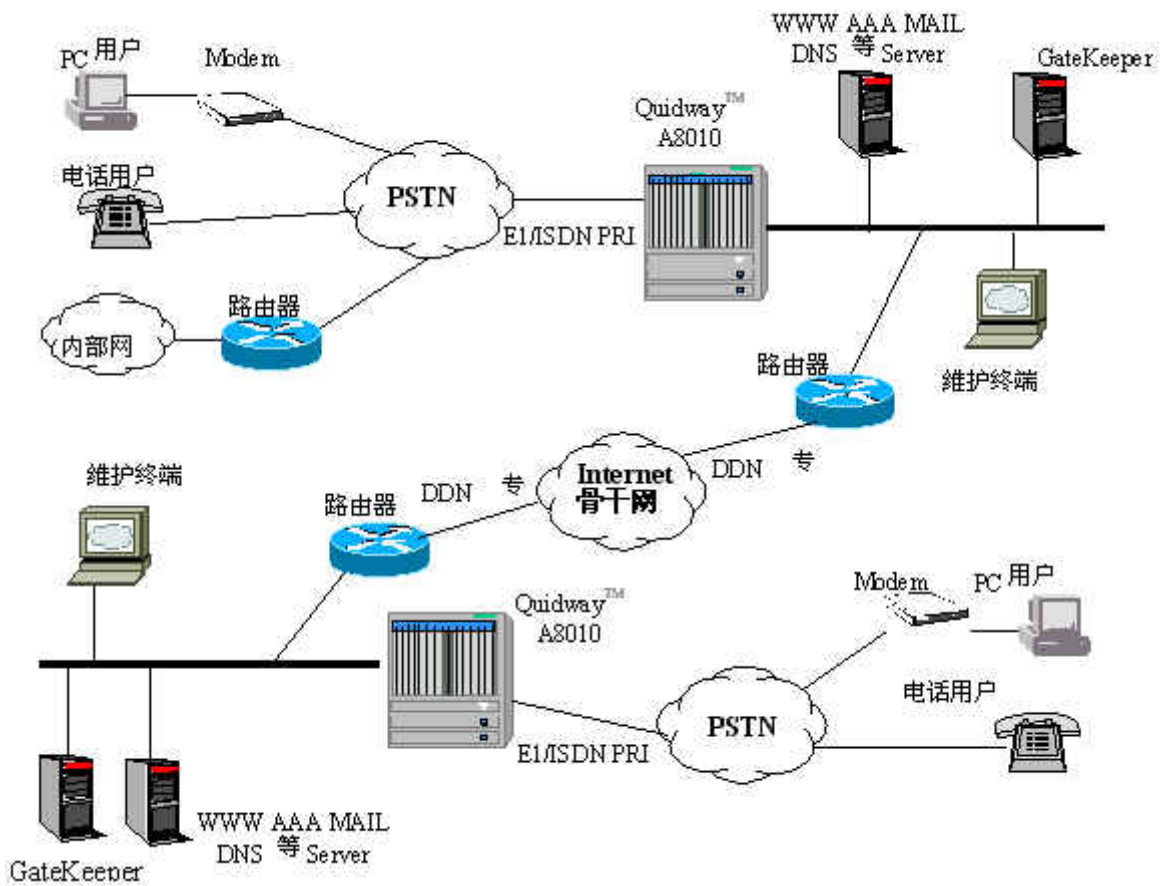 WWW AAA MAIL
DNS 等 Server
GateKeeper
PC 用户
Modem
Quidway™
A8010
电话用户
PSTN
E1/ISDN PRI
路由器
内部网
路由器
维护终端
Internet
骨干网
DDN 专
维护终端
路由器
DDN 专
Quidway™
A8010
Modem
PC 用户
电话用户
PSTN
E1/ISDN PRI
WWW AAA MAIL
DNS 等 Server
GateKeeper